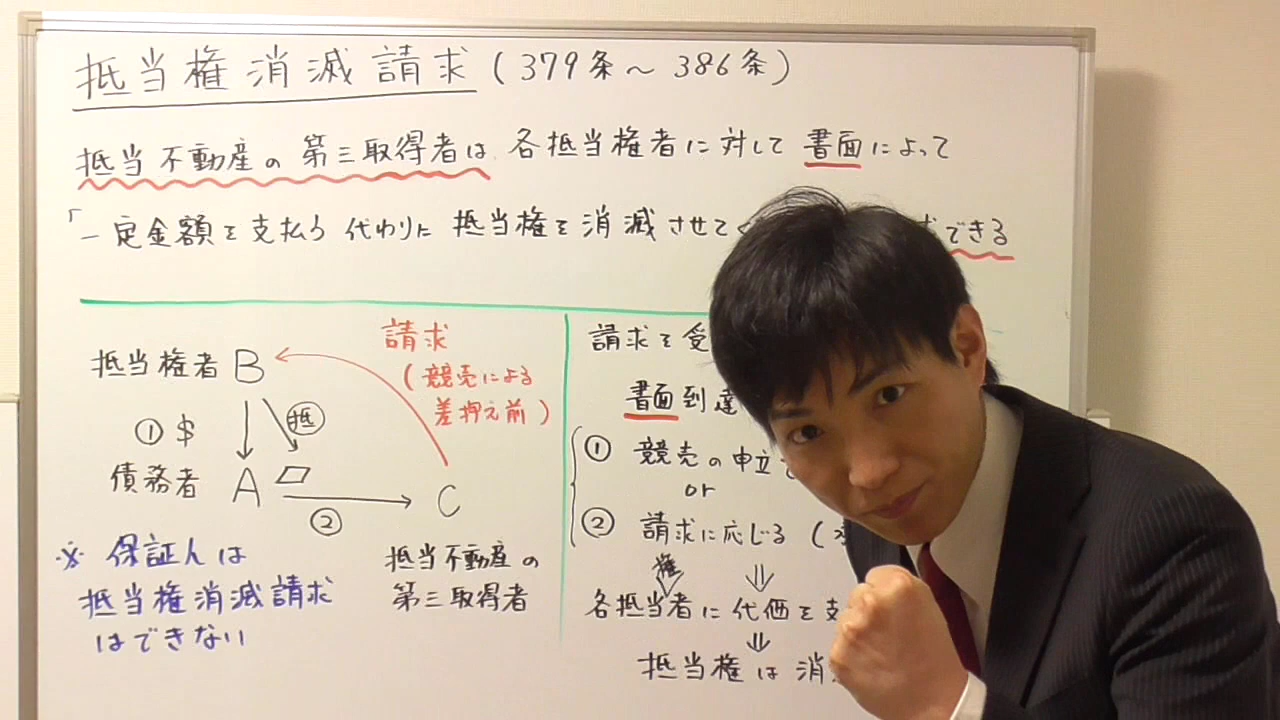 抵当権消滅請求(379条～386条)
抵当不動産の第三取得者は、各抵当権者に対して書面によって
「一定金額を支払う代わりに抵当権を消滅させて
できる
請求
(競売による
差押え前)
抵当権者 B
抵
① $
債務者 A
C
②
※ 保証人は
抵当権消滅請求
はできない
抵当不動産の
第三取得者
請求を受
書面到達
① 競売の申立
or
② 請求に応じる(
権
各抵当者に代価を支
抵当権は消